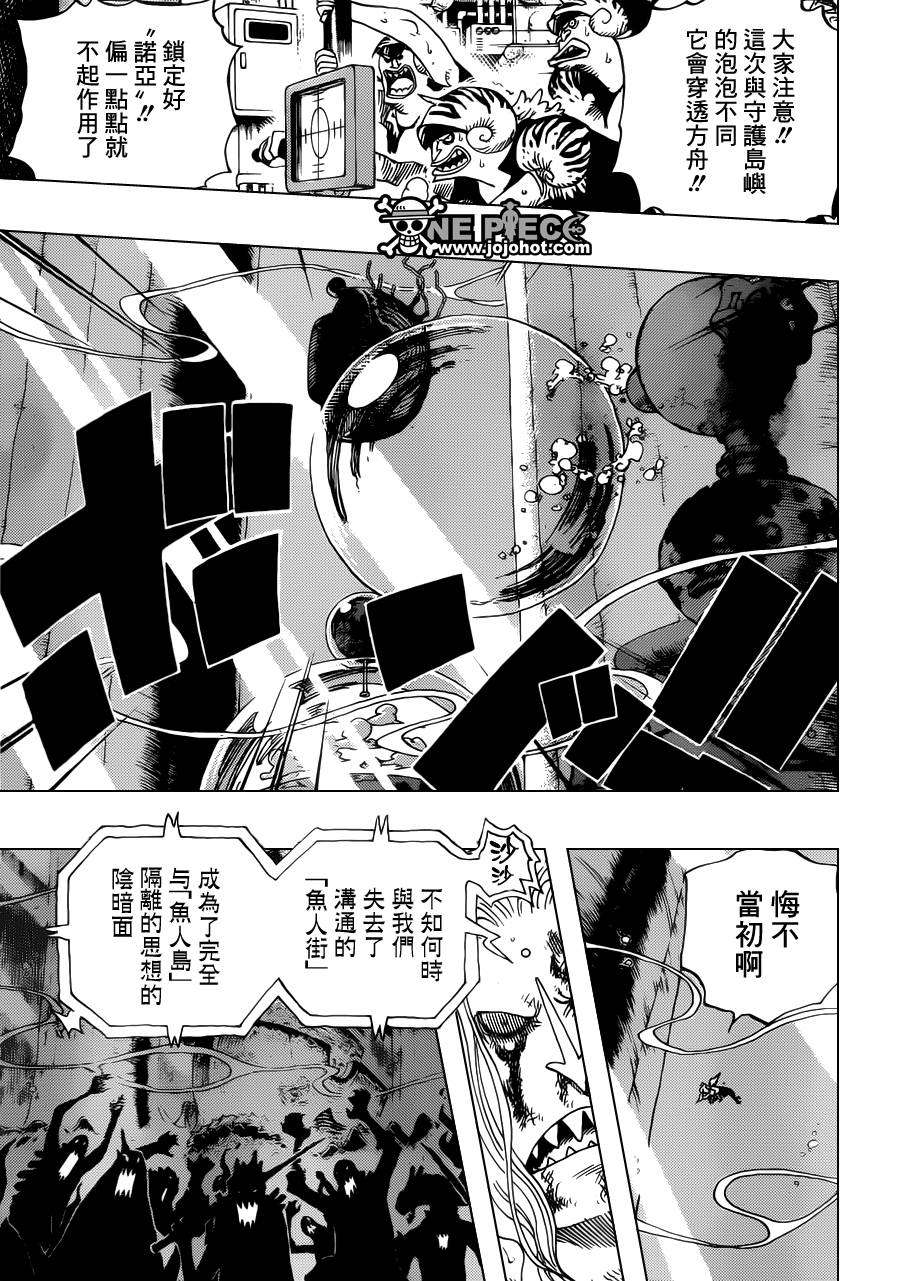 大家注意!!
這次與守護島嶼
的泡泡不同
它會穿透方舟!!
鎖定好
"諾亞"!!
偏一點點就
不起作用了
ONE PIECE
www.jojohot.com
悔不
當初啊
沙沙
不知何時
與我們
失去了
溝通的
「魚人街」
成為了完全
与「魚人島」
隔離的思想的
陰暗面